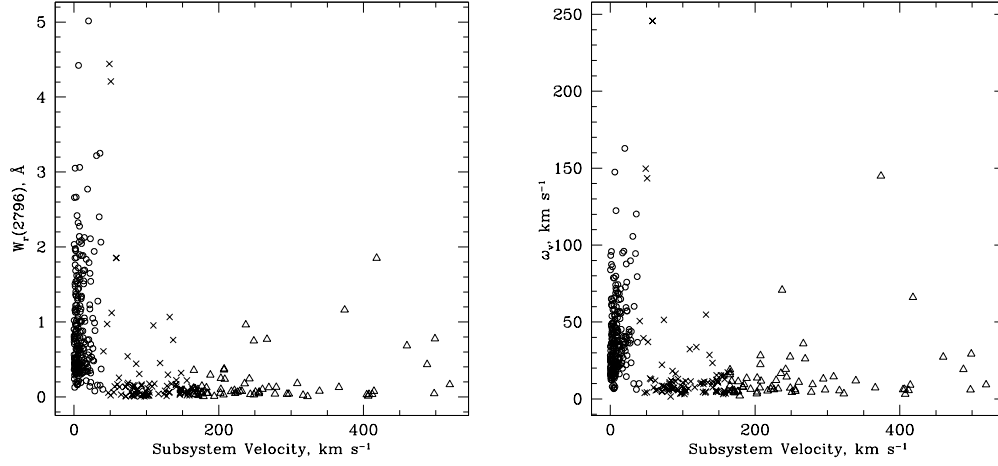 5
4
3
2
1
0
W_r(2796), Å
0 200 400
Subsystem Velocity, km s⁻¹
250
200
150
100
50
0
ω_v, km s⁻¹
0 200 400
Subsystem Velocity, km s⁻¹